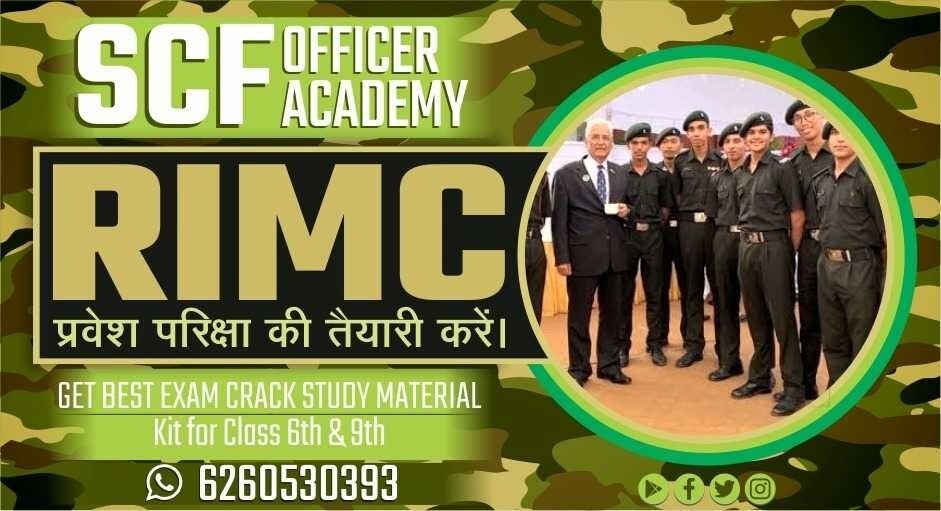 SCF OFFICER
ACADEMY
RIMC
प्रवेश परिक्षा की तैयारी करें।
GET BEST EXAM CRACK STUDY MATERIAL
Kit for Class 6th & 9th
6260530393